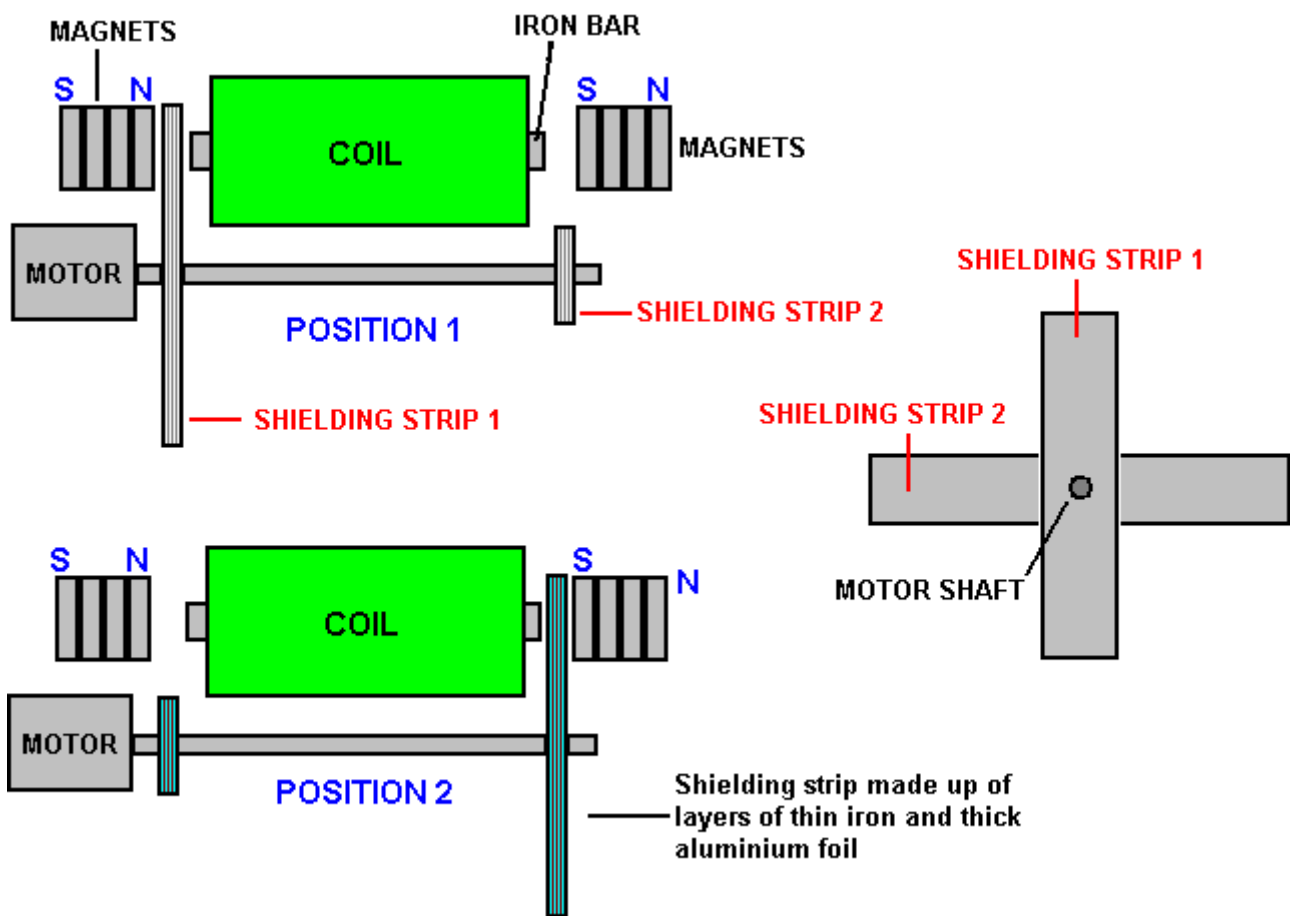 MAGNETS
IRON BAR
S N
S N
COIL
MAGNETS
MOTOR
POSITION 1
SHIELDING STRIP 2
SHIELDING STRIP 1
SHIELDING STRIP 1
SHIELDING STRIP 2
MOTOR SHAFT
S N
S
N
COIL
MOTOR
POSITION 2
Shielding strip made up of
layers of thin iron and thick
aluminium foil